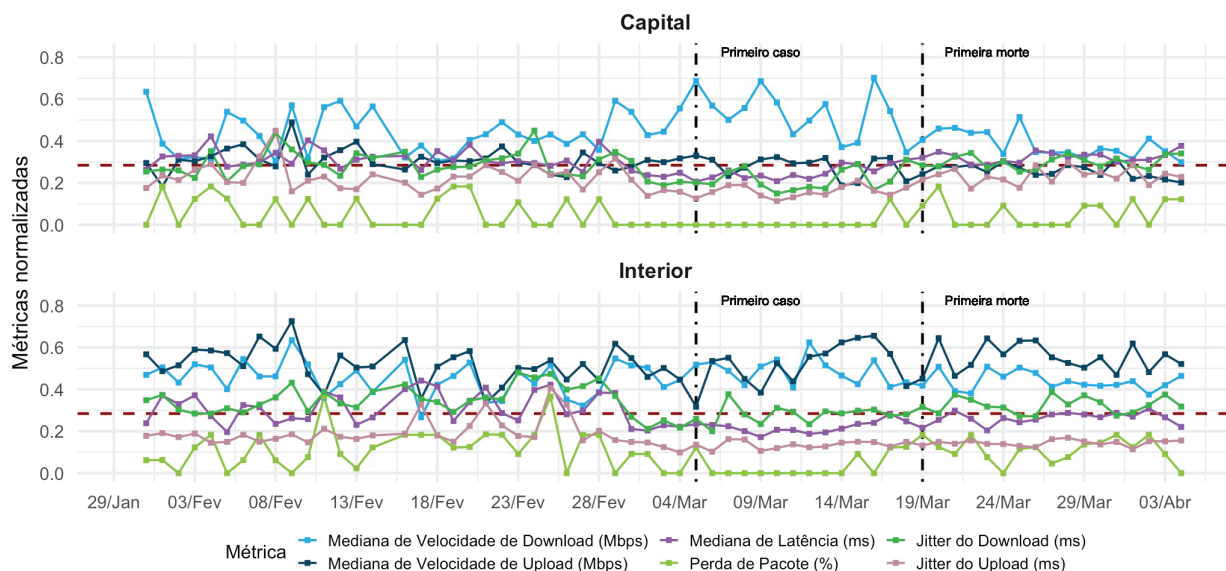 Capital
Primeiro caso
Primeira morte
0.8
0.6
0.4
0.2
0.0
Métricas normalizadas
Interior
Primeiro caso
Primeira morte
0.8
0.6
0.4
0.2
0.0
29/Jan 03/Fev 08/Fev 13/Fev 18/Fev 23/Fev 28/Fev 04/Mar 09/Mar 14/Mar 19/Mar 24/Mar 29/Mar 03/Abr
Métrica
Mediana de Velocidade de Download (Mbps) Mediana de Latência (ms) Jitter do Download (ms)
Mediana de Velocidade de Upload (Mbps) Perda de Pacote (%) Jitter do Upload (ms)